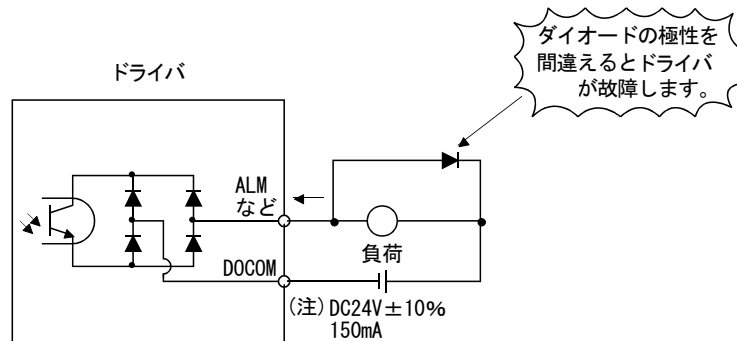 ダイオードの極性を
間違えるとドライバ
が故障します。
ドライバ
ALM
など
負荷
DOCOM
(注) DC24V±10%
150mA